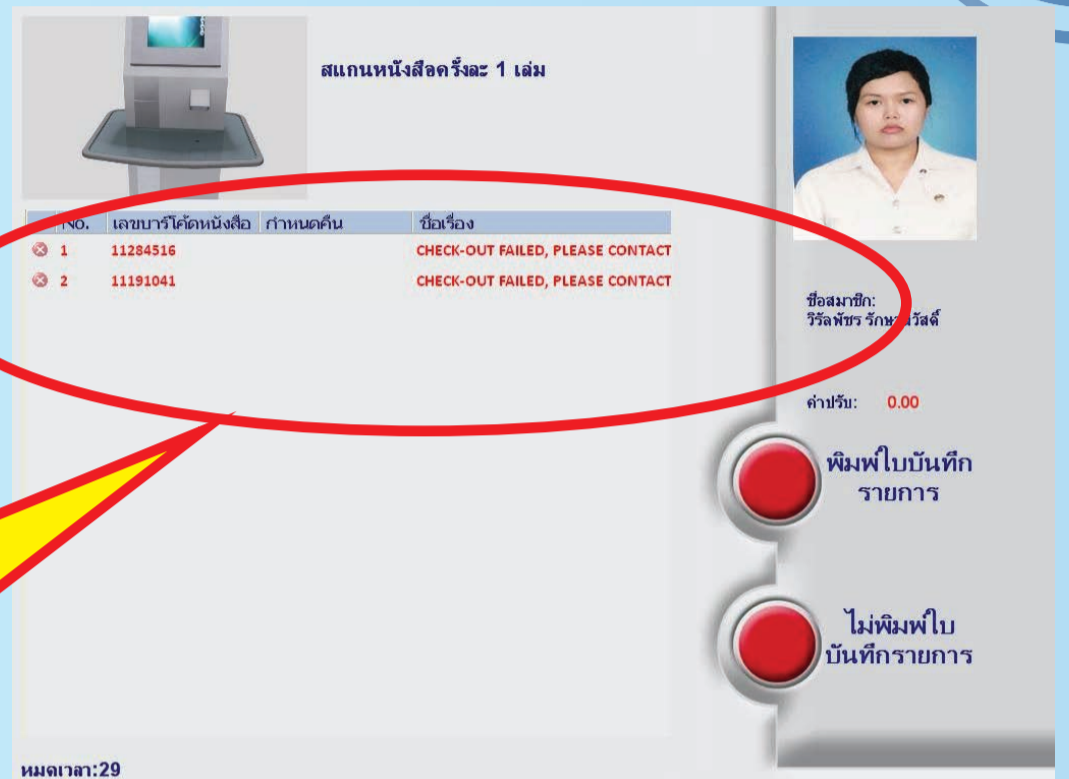 สแกนหนังสือครั้งละ 1 เล่ม
No. เลขบาร์โค้ดหนังสือ กำหนดคืน ชื่อเรื่อง
1 11284516 CHECK-OUT FAILED, PLEASE CONTACT
2 11191041 CHECK-OUT FAILED, PLEASE CONTACT
ชื่อสมาชิก:
วิรัลพัชร
ค่าปรับ: 0.00
พิมพ์ใบบันทึก
รายการ
ไม่พิมพ์ใบ
บันทึกรายการ
หมดเวลา:29